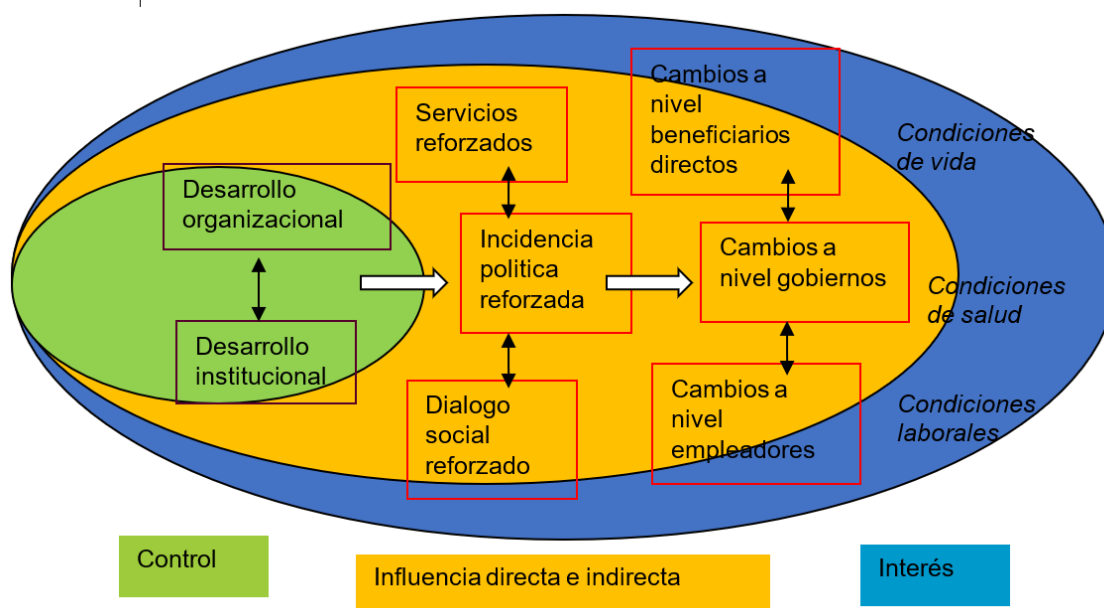 Desarrollo
organizacional
Desarrollo
institucional
Servicios
reforzados
Incidencia
politica
reforzada
Dialogo
social
reforzado
Cambios a
nivel
beneficiarios
directos
Cambios a
nivel gobiernos
Cambios a
nivel
empleadores
Condiciones
de vida
Condiciones
de salud
Condiciones
laborales
Control
Influencia directa e indirecta
Interés